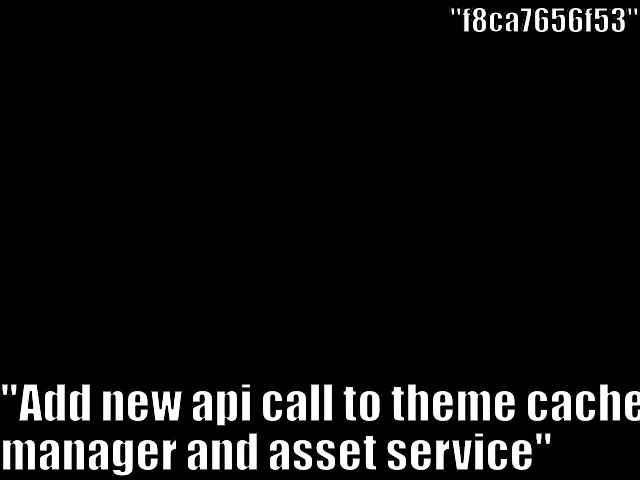 "f8ca7656f53"
"Add new api call to theme cache
manager and asset service"